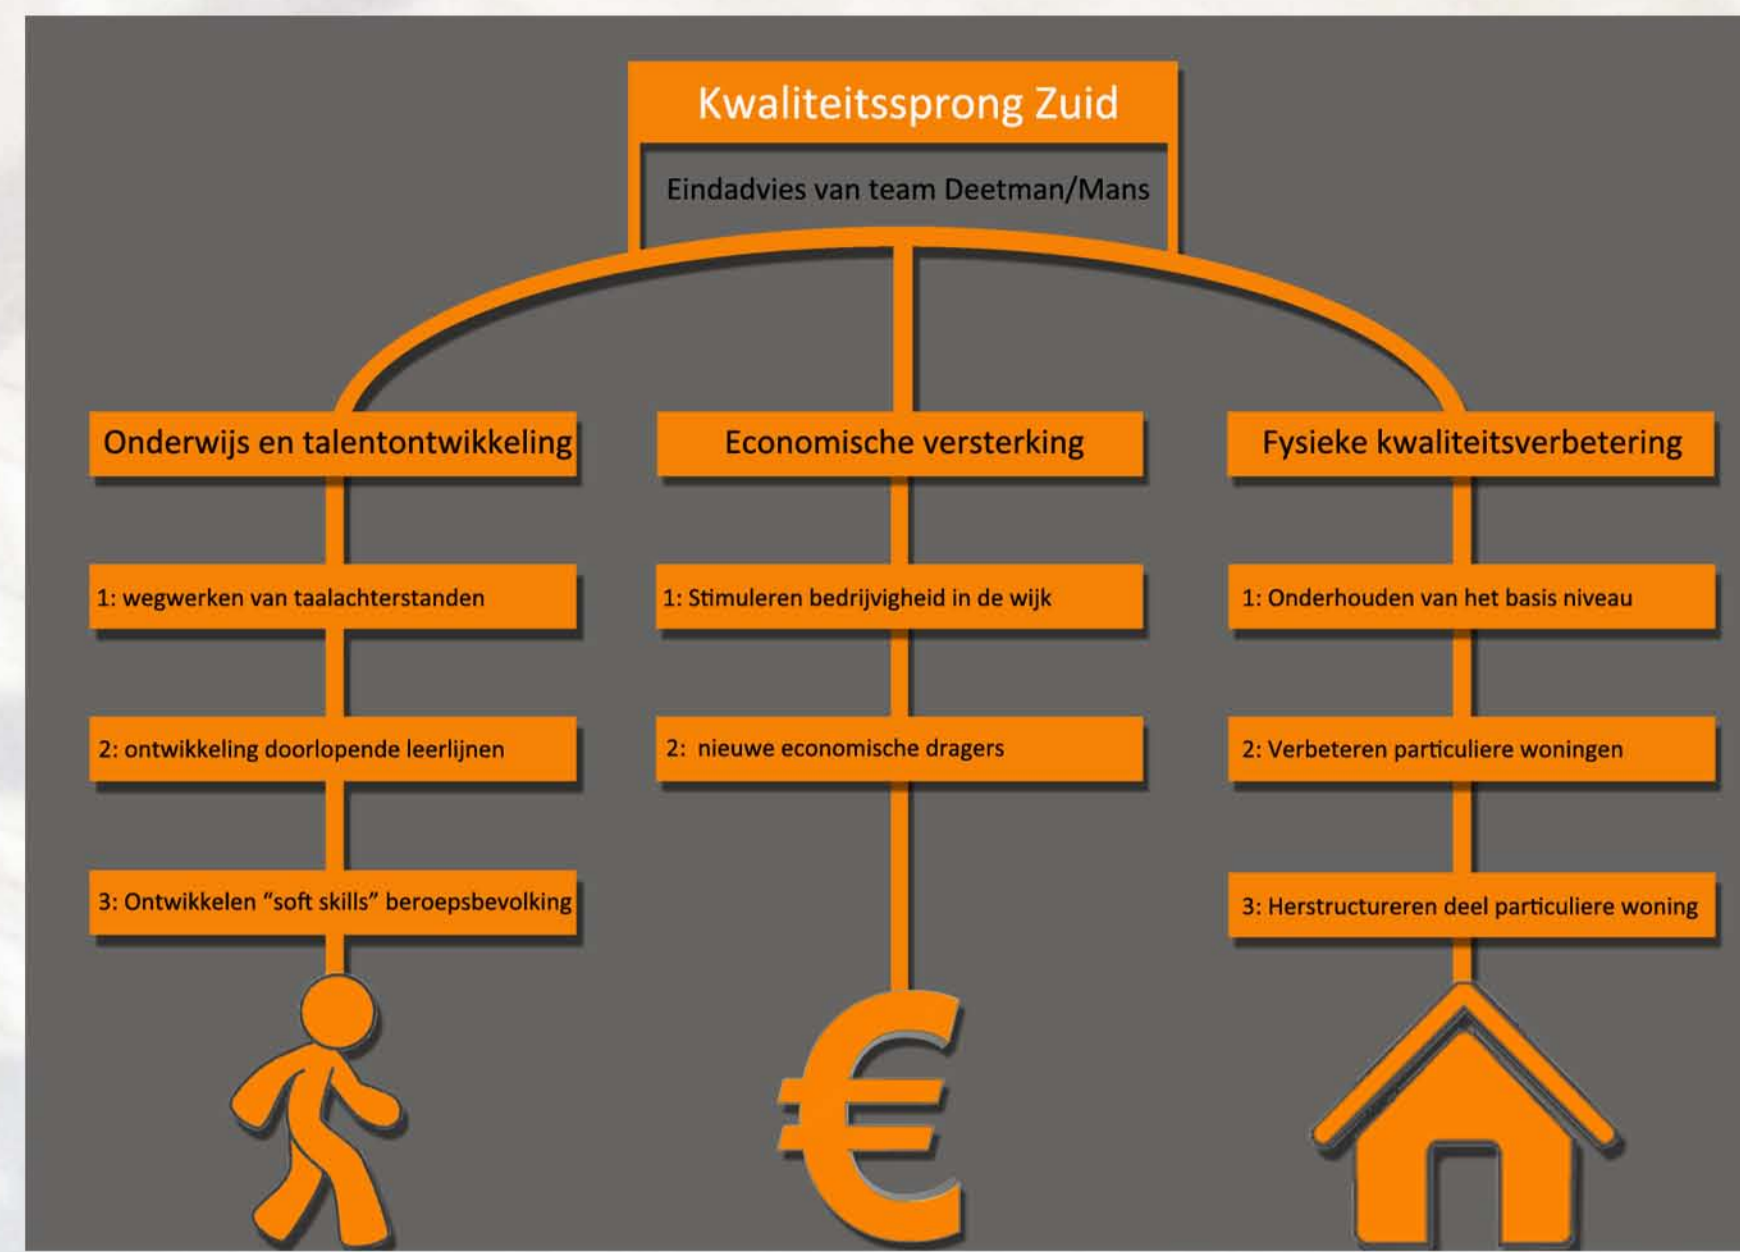 Kwaliteitssprong Zuid
Eindadvies van team Deetman/Mans
Onderwijs en talentontwikkeling
1: wegwerken van taalachterstanden
2: ontwikkeling doorlopende leerlijnen
3: Ontwikkelen “soft skills” beroepsbevolking
Economische versterking
1: Stimuleren bedrijvigheid in de wijk
2: nieuwe economische dragers
€
Fysieke kwaliteitsverbetering
1: Onderhouden van het basis niveau
2: Verbeteren particuliere woningen
3: Herstructureren deel particuliere woning